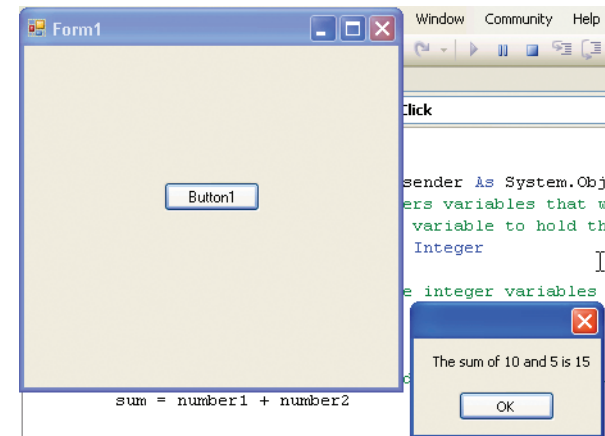 Form1
Window Community Help
Click
sender As System.Obj
Button1
ers variables that w
variable to hold th
Integer
e integer variables
The sum of 10 and 5 is 15
sum = number1 + number2
OK